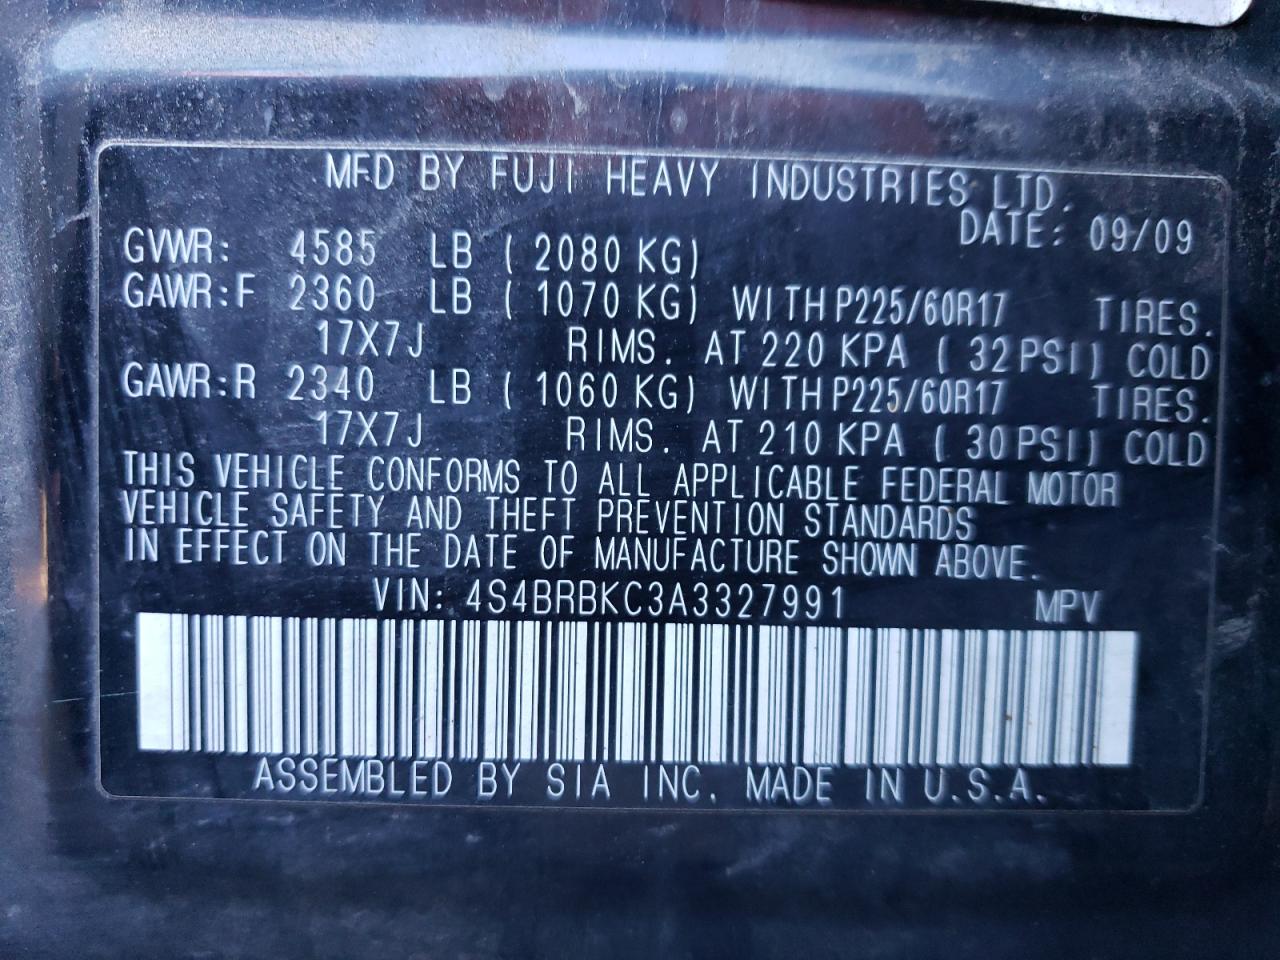 MFD BY FUJI HEAVY INDUSTRIES LTD.
DATE: 09/09
GVWR: 4585 LB ( 2080 KG)
GAWR:F 2360 LB ( 1070 KG) WITH P225/60R17 TIRES.
17X7J RIMS. AT 220 KPA ( 32 PSI) COLD
GAWR:R 2340 LB ( 1060 KG) WITH P225/60R17 TIRES.
17X7J RIMS. AT 210 KPA ( 30 PSI) COLD
THIS VEHICLE CONFORMS TO ALL APPLICABLE FEDERAL MOTOR
VEHICLE SAFETY AND THEFT PREVENTION STANDARDS
IN EFFECT ON THE DATE OF MANUFACTURE SHOWN ABOVE.
VIN: 4S4BRBKC3A3327991 MPV
ASSEMBLED BY SIA INC. MADE IN U.S.A.